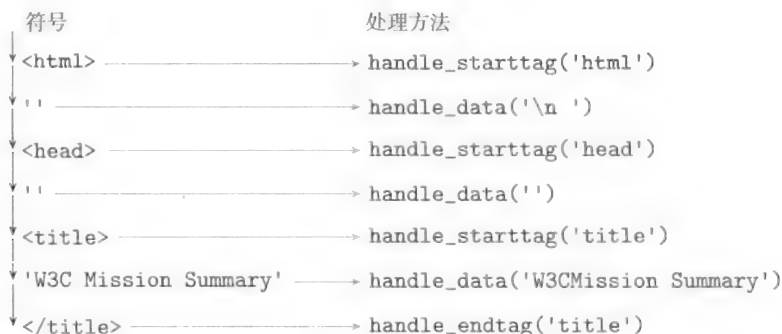 符号 处理方法
<html> handle_starttag('html')
'' handle_data('\n ')
<head> handle_starttag('head')
'' handle_data('')
<title> handle_starttag('title')
'W3C Mission Summary' handle_data('W3CMission Summary')
</title> handle_endtag('title')